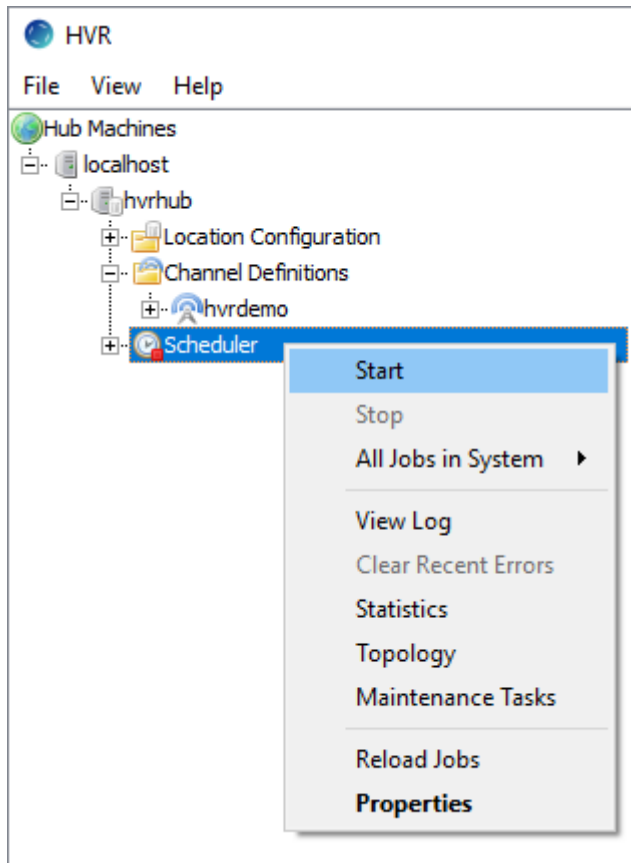 HVR
File View Help
Hub Machines
localhost
hvrhub
Location Configuration
Channel Definitions
hvrdemo
Scheduler
Start
Stop
All Jobs in System
View Log
Clear Recent Errors
Statistics
Topology
Maintenance Tasks
Reload Jobs
Properties